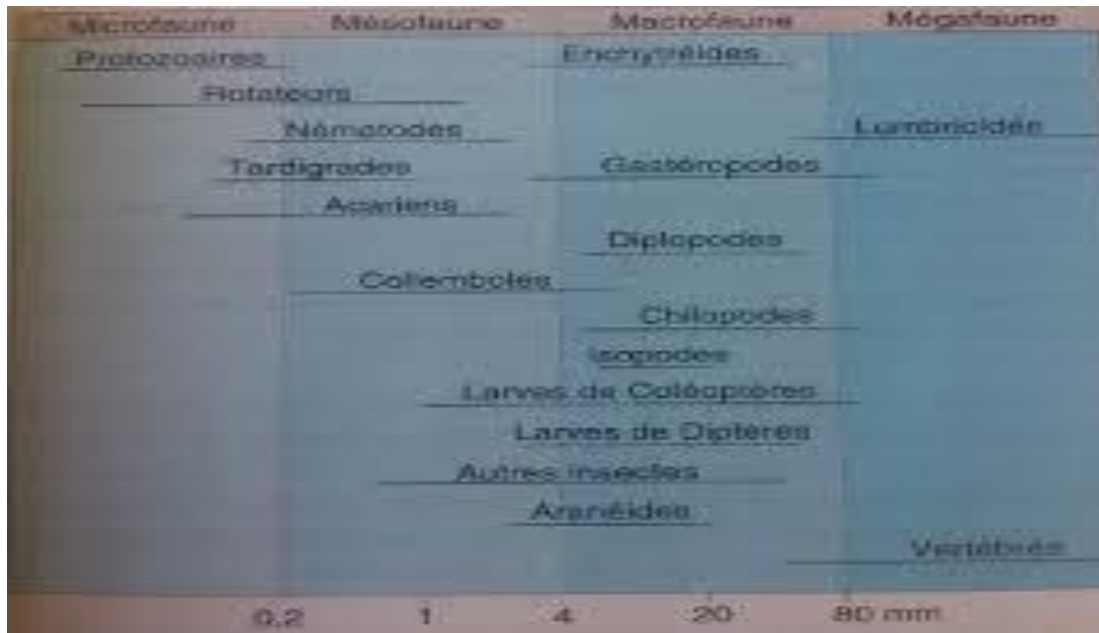 Microfaune Mésofaune Macrofaune Mégafaune
Protozoaires Enchytréides
Rotateurs
Nématodes Lumbricidés
Tardigrades Gastéropodes
Acariens
Diplopodes
Collemboles
Chilopodes
Isopodes
Larves de Coléoptères
Larves de Diptères
Autres insectes
Aranéides
Vertébrés
0.2 1 4 20 80 mm